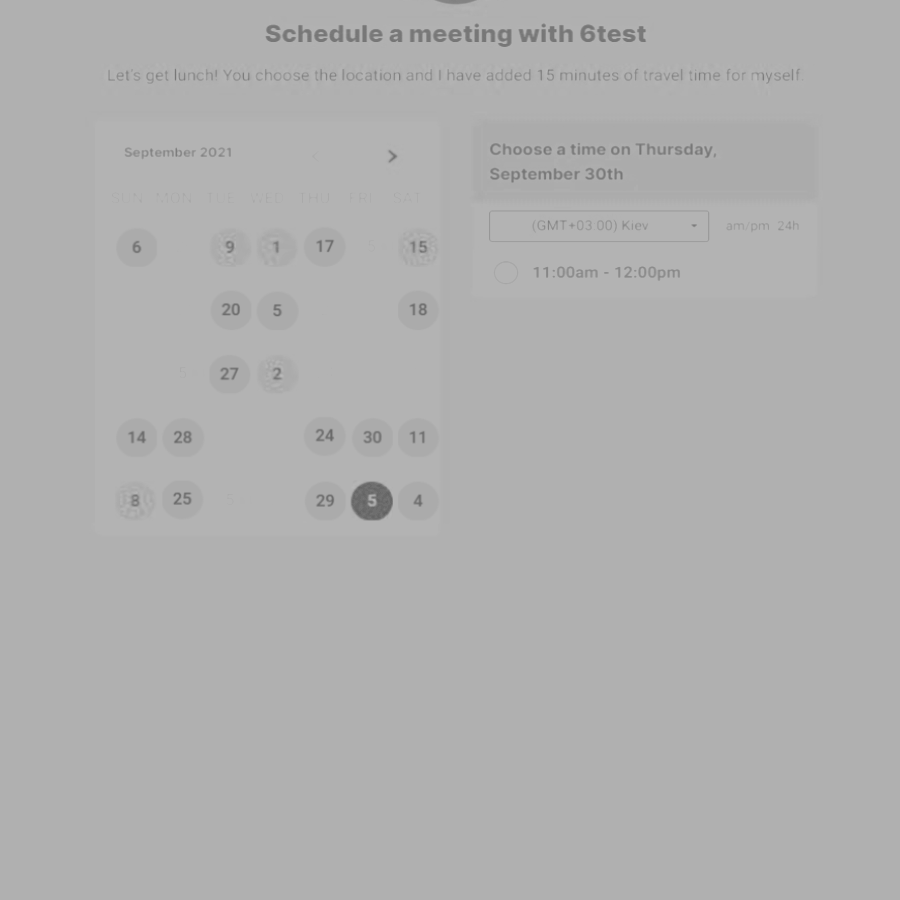 Schedule a meeting with 6test
Let's get lunch! You choose the location and I have added 15 minutes of travel time for myself.
September 2021
SUN MON TUE WED THU FRI SAT
6 9 1 17 15
20 5 18
27 2
14 28 24 30 11
8 25 29 5 4
Choose a time on Thursday,
September 30th
(GMT+03:00) Kiev am/pm 24h
11:00am - 12:00pm